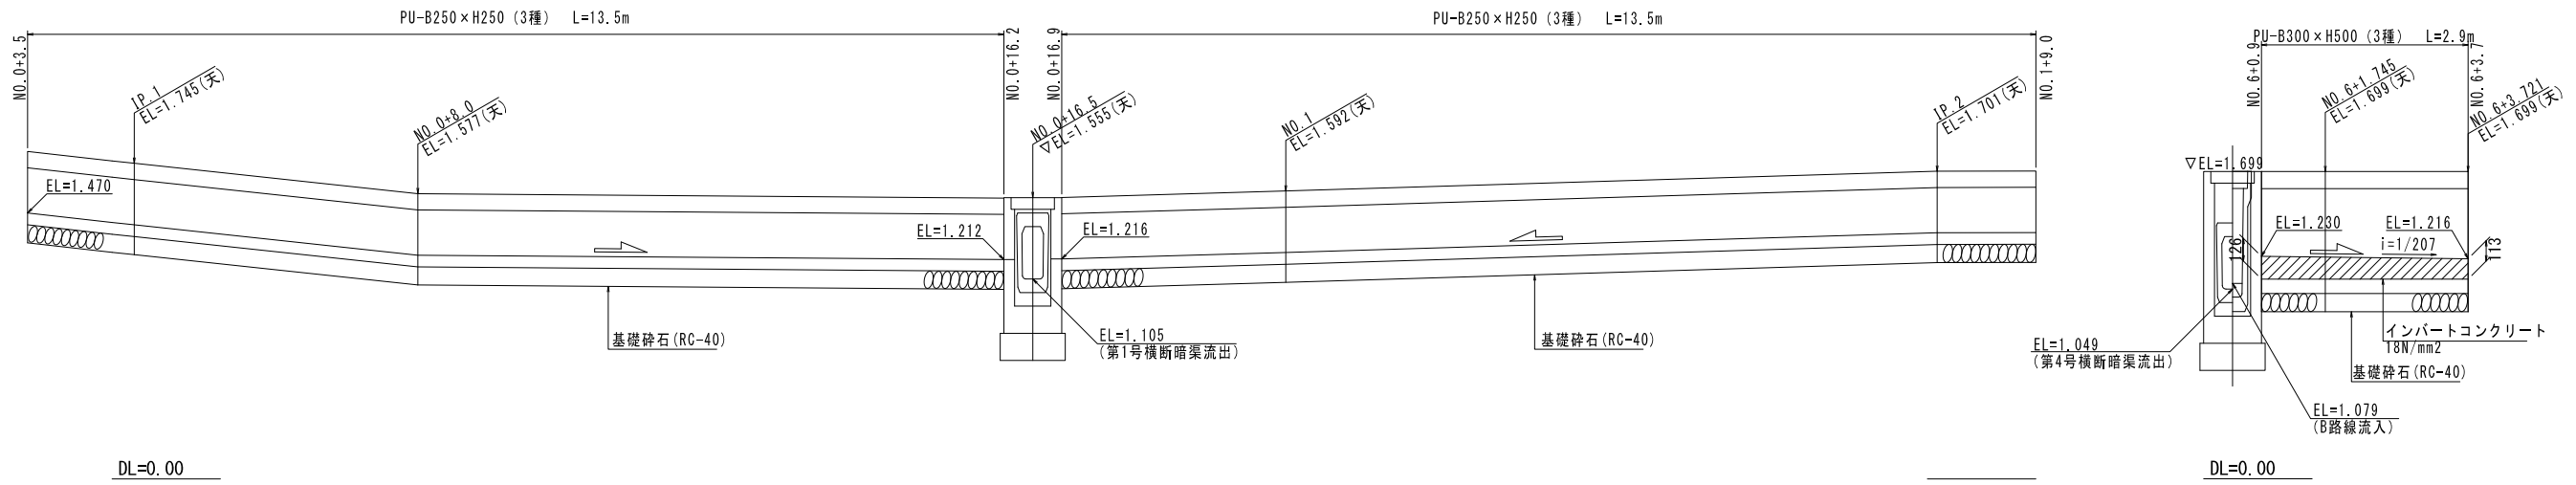 PU-B250×H250 (3種) L=13.5m
PU-B250×H250 (3種) L=13.5m
PU-B300×H500 (3種) L=2.9m
NO.0+3.5
IP.1
EL=1.745(天)
NO.0+8.0
EL=1.577(天)
NO.0+16.2
NO.0+16.9
NO.0+16.5
▽EL=1.555(天)
NO.1
EL=1.592(天)
IP.2
EL=1.701(天)
NO.1+9.0
NO.6+0.9
NO.6+1.745
EL=1.699(天)
NO.6+3.7
NO.6+3.721
EL=1.699(天)
▽EL=1.699
EL=1.470
EL=1.212
EL=1.216
EL=1.230
EL=1.216
i=1/207
126
113
基礎砕石(RC-40)
EL=1.105
(第1号横断暗渠流出)
基礎砕石(RC-40)
EL=1.049
(第4号横断暗渠流出)
インバートコンクリート
18N/mm2
基礎砕石(RC-40)
EL=1.079
(B路線流入)
DL=0.00
DL=0.00